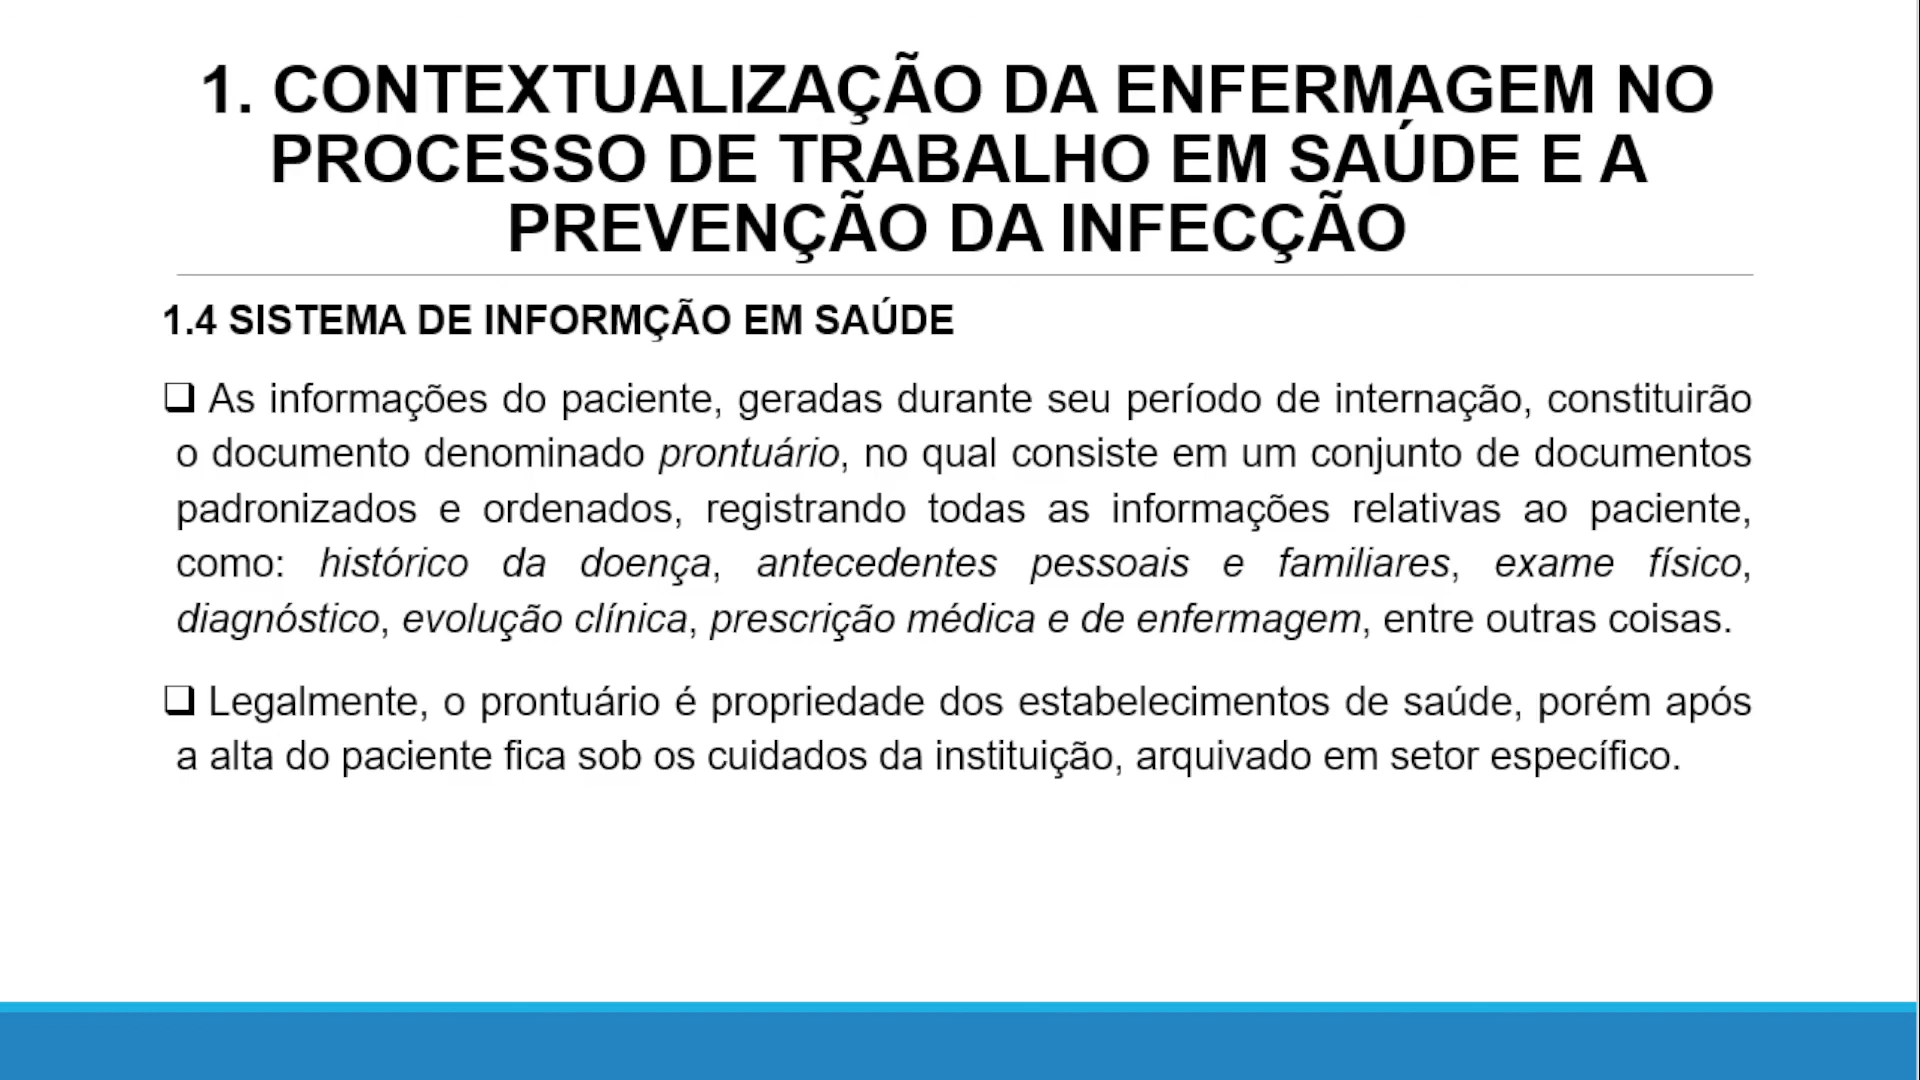 1. CONTEXTUALIZAÇÃO DA ENFERMAGEM NO
PROCESSO DE TRABALHO EM SAÚDE E A
PREVENÇÃO DA INFECÇÃO
1.4 SISTEMA DE INFORMÇÃO EM SAÚDE
❑ As informações do paciente, geradas durante seu período de internação, constituirão
o documento denominado prontuário, no qual consiste em um conjunto de documentos
padronizados e ordenados, registrando todas as informações relativas ao paciente,
como: histórico da doença, antecedentes pessoais e familiares, exame físico,
diagnóstico, evolução clínica, prescrição médica e de enfermagem, entre outras coisas.
❑ Legalmente, o prontuário é propriedade dos estabelecimentos de saúde, porém após
a alta do paciente fica sob os cuidados da instituição, arquivado em setor específico.